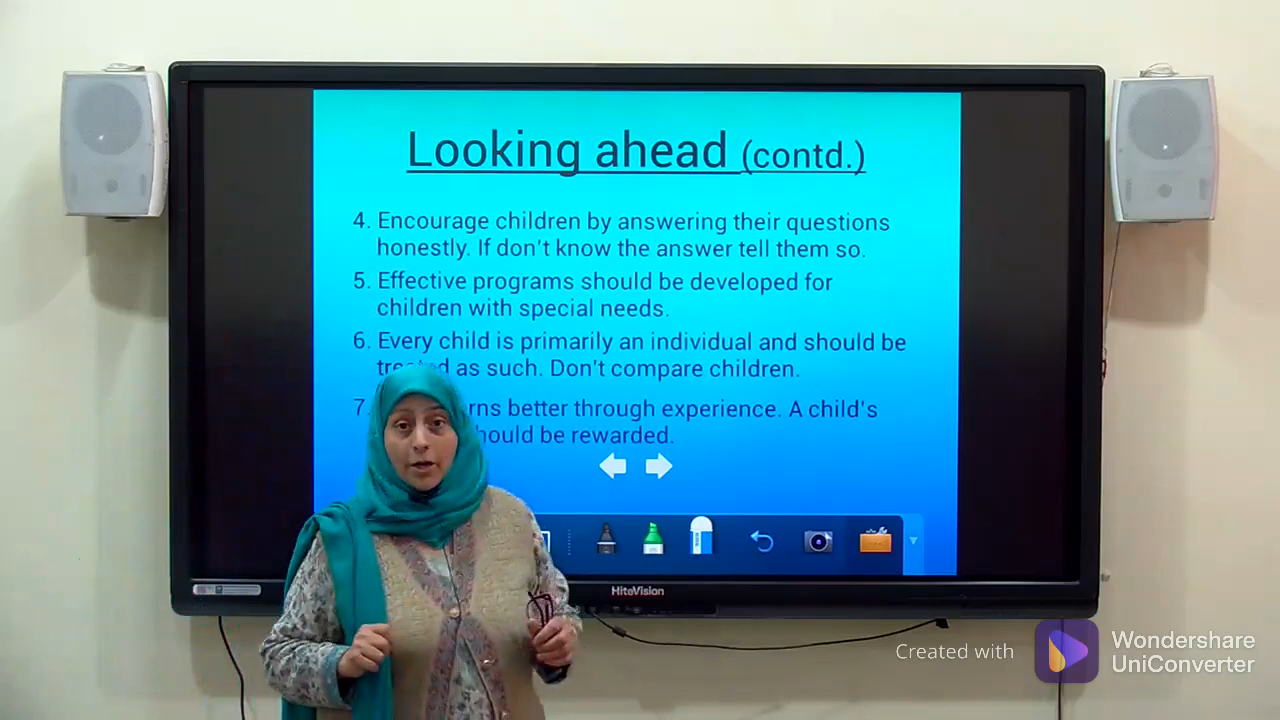 Looking ahead (contd.)
4. Encourage children by answering their questions
honestly. If don't know the answer tell them so.
5. Effective programs should be developed for
children with special needs.
6. Every child is primarily an individual and should be
as such. Don't compare children.
7. better through experience. A child's
should be rewarded.
HiteVision
Created with
Wondershare
UniConverter